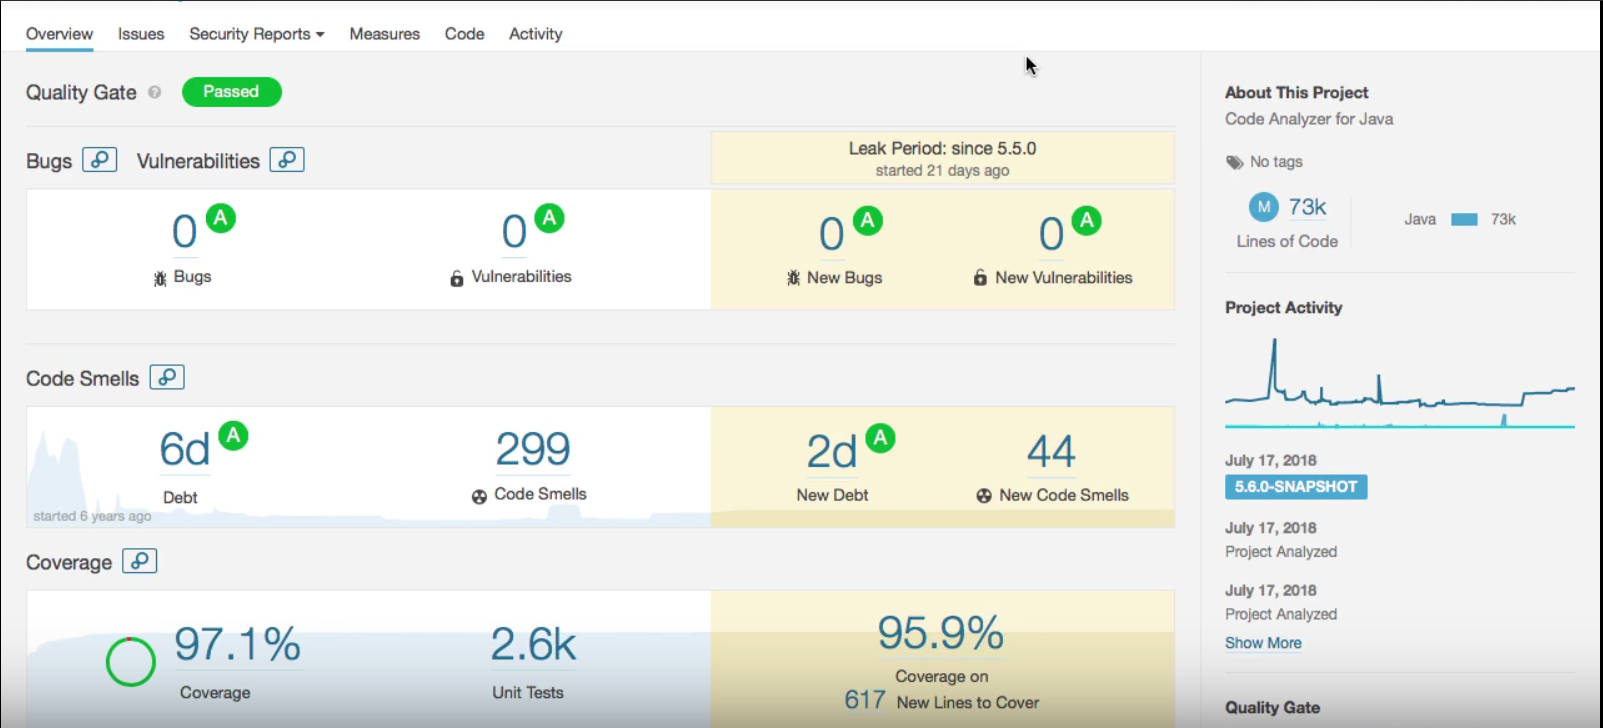 Overview Issues Security Reports Measures Code Activity
Quality Gate ? Passed
Bugs Vulnerabilities
Leak Period: since 5.5.0
started 21 days ago
0 A
Bugs
0 A
Vulnerabilities
0 A
New Bugs
0 A
New Vulnerabilities
Code Smells
6d A
Debt
299
Code Smells
started 6 years ago
2d A
New Debt
44
New Code Smells
Coverage
97.1%
Coverage
2.6k
Unit Tests
95.9%
Coverage on
617 New Lines to Cover
About This Project
Code Analyzer for Java
No tags
M 73k
Lines of Code
Java 73k
Project Activity
July 17, 2018
5.6.0-SNAPSHOT
July 17, 2018
Project Analyzed
July 17, 2018
Project Analyzed
Show More
Quality Gate